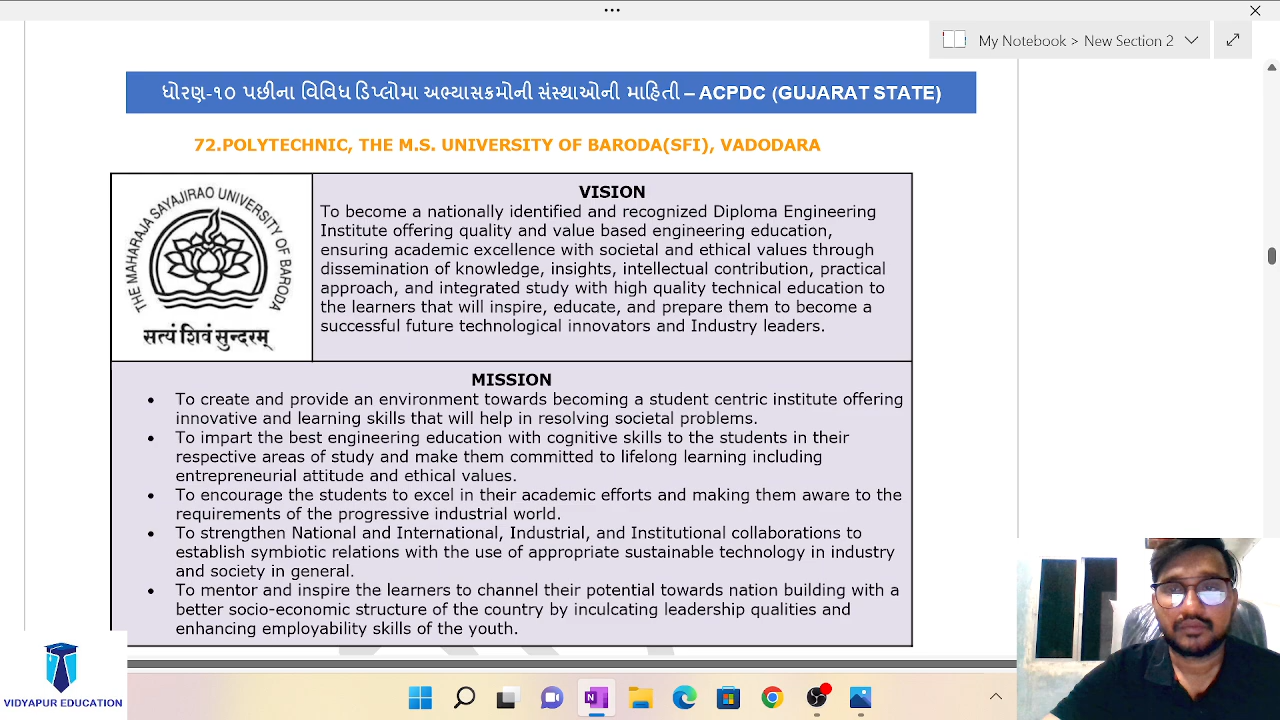 My Notebook > New Section 2
ધોરણ-૧૦ પછીના વિવિધ ડિપ્લોમા અભ્યાસક્રમોની સંસ્થાઓની માહિતી – ACPDC (GUJARAT STATE)
72.POLYTECHNIC, THE M.S. UNIVERSITY OF BARODA(SFI), VADODARA
THE MAHARAJA SAYAJIRAO UNIVERSITY OF BARODA
सत्यं शिवं सुन्दरम्
VISION
To become a nationally identified and recognized Diploma Engineering
Institute offering quality and value based engineering education,
ensuring academic excellence with societal and ethical values through
dissemination of knowledge, insights, intellectual contribution, practical
approach, and integrated study with high quality technical education to
the learners that will inspire, educate, and prepare them to become a
successful future technological innovators and Industry leaders.
MISSION
• To create and provide an environment towards becoming a student centric institute offering
innovative and learning skills that will help in resolving societal problems.
• To impart the best engineering education with cognitive skills to the students in their
respective areas of study and make them committed to lifelong learning including
entrepreneurial attitude and ethical values.
• To encourage the students to excel in their academic efforts and making them aware to the
requirements of the progressive industrial world.
• To strengthen National and International, Industrial, and Institutional collaborations to
establish symbiotic relations with the use of appropriate sustainable technology in industry
and society in general.
• To mentor and inspire the learners to channel their potential towards nation building with a
better socio-economic structure of the country by inculcating leadership qualities and
enhancing employability skills of the youth.
VIDYAPUR EDUCATION